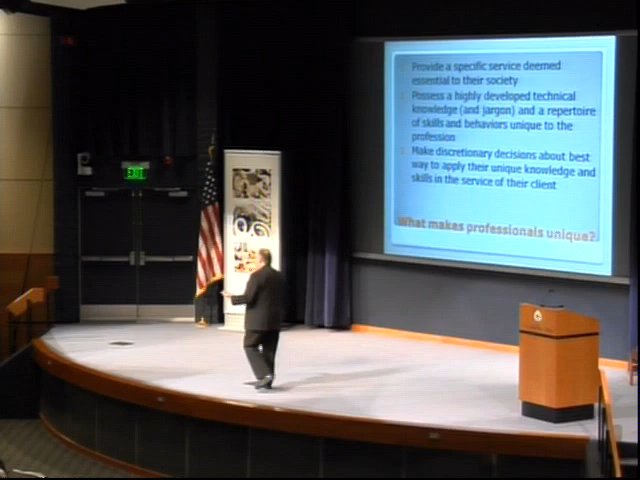 Provide a specific service deemed
essential to their society
Possess a highly developed technical
knowledge (and jargon) and a repertoire
of skills and behaviors unique to the
profession
Make discretionary decisions about best
way to apply their unique knowledge and
skills in the service of their client
What makes professionals unique?
EXIT